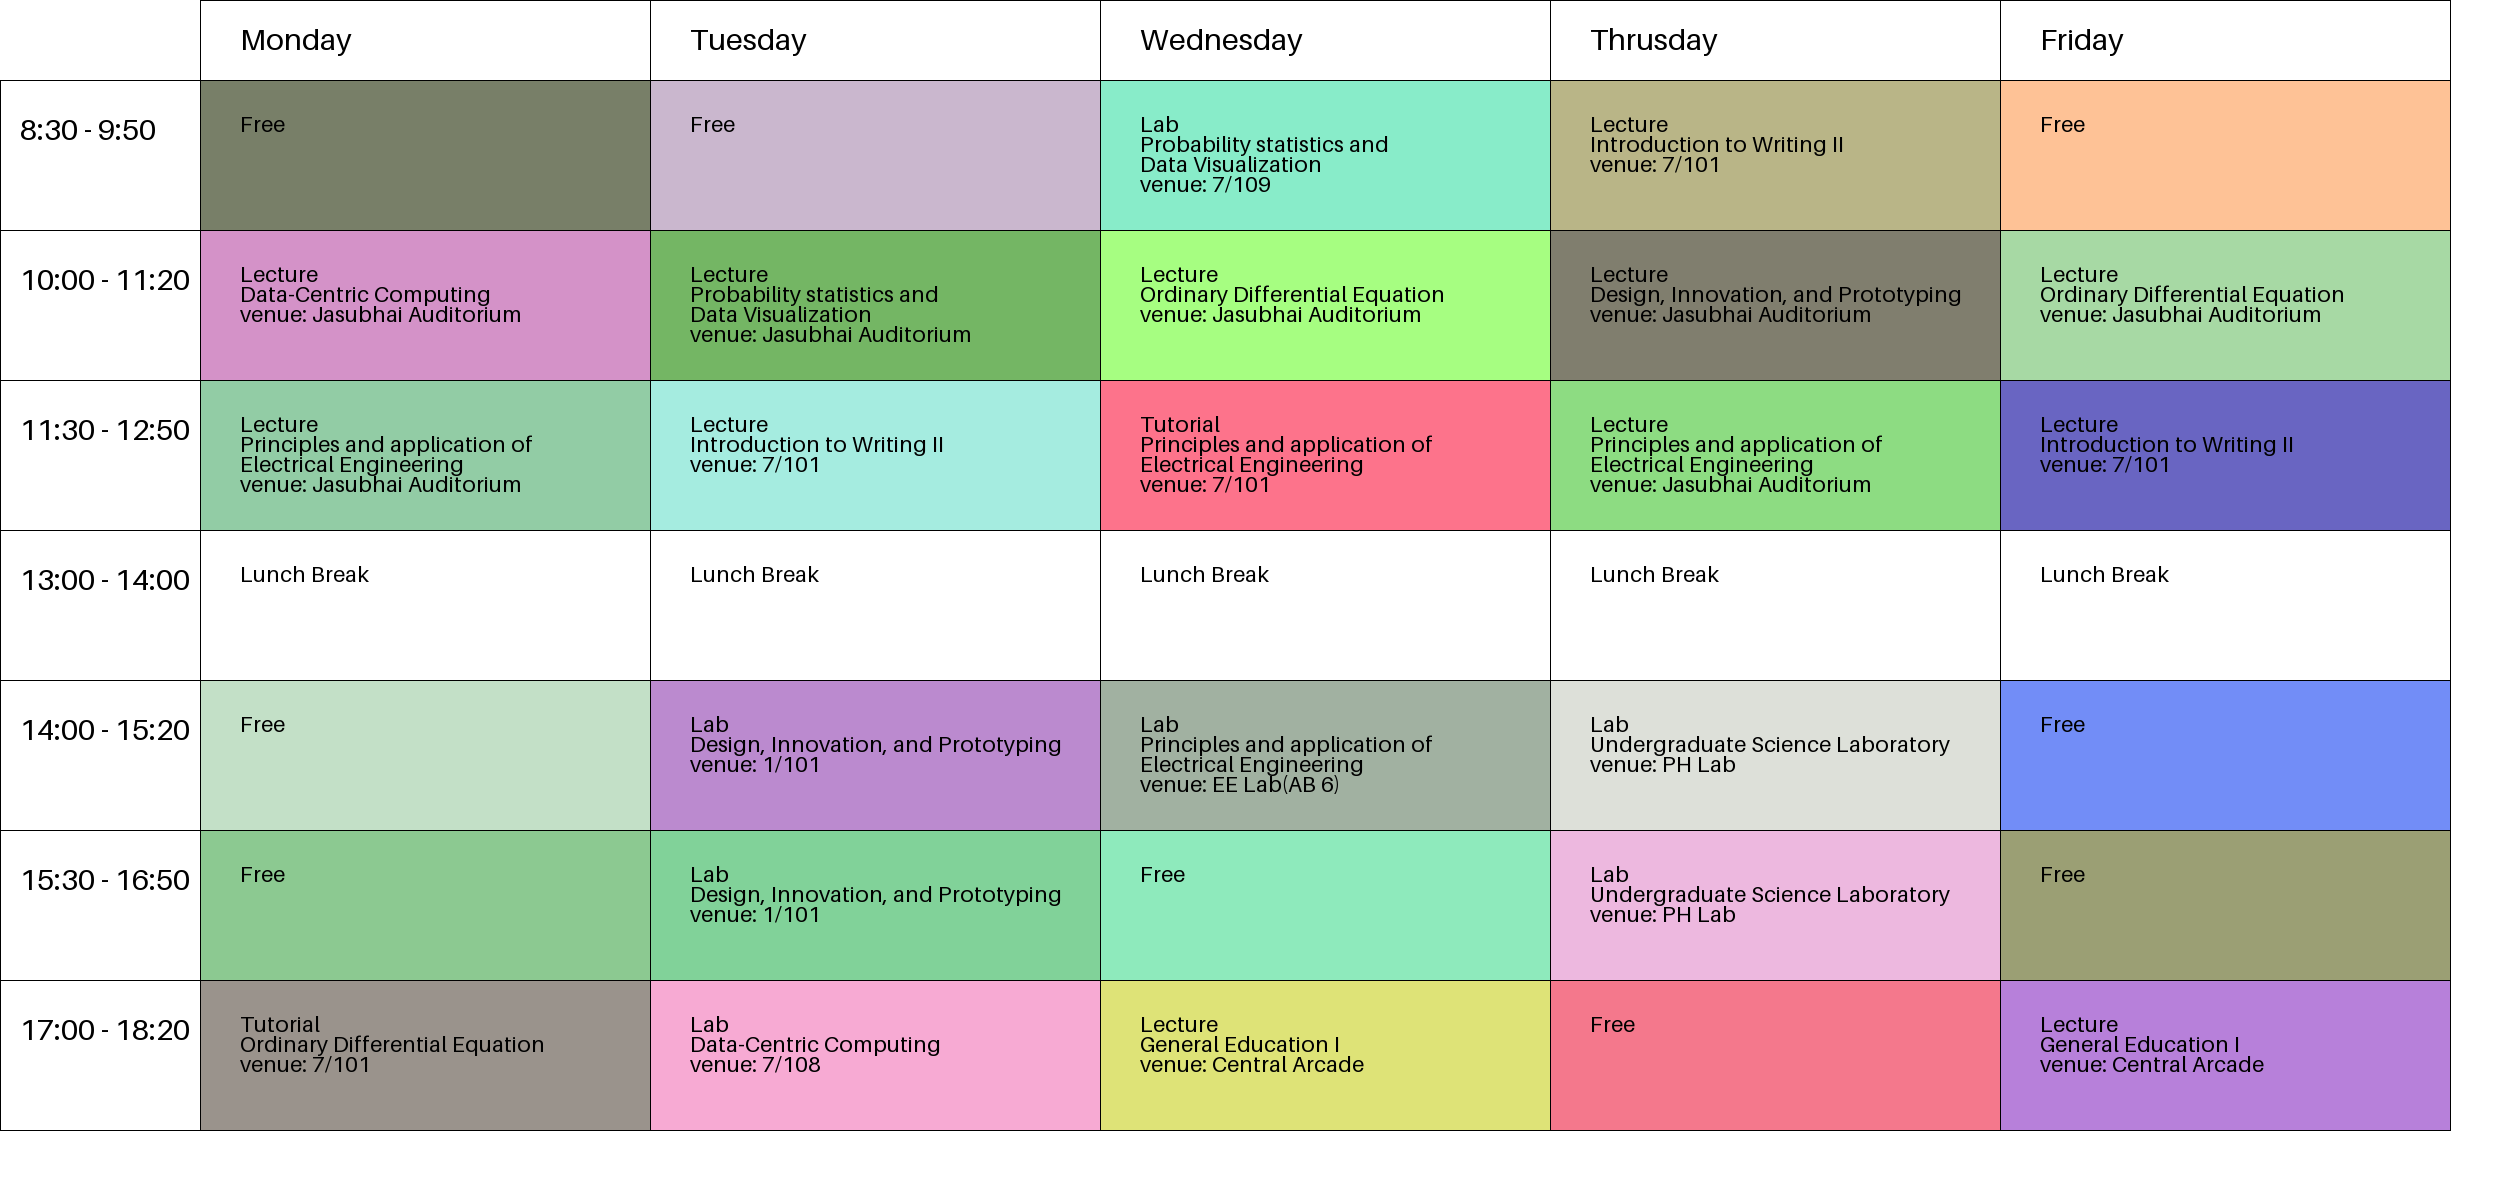 Monday
Tuesday
Wednesday
Thrusday
Friday
8:30 - 9:50
Free
Free
Lab
Probability statistics and
Data Visualization
venue: 7/109
Lecture
Introduction to Writing II
venue: 7/101
Free
10:00 - 11:20
Lecture
Data-Centric Computing
venue: Jasubhai Auditorium
Lecture
Probability statistics and
Data Visualization
venue: Jasubhai Auditorium
Lecture
Ordinary Differential Equation
venue: Jasubhai Auditorium
Lecture
Design, Innovation, and Prototyping
venue: Jasubhai Auditorium
Lecture
Ordinary Differential Equation
venue: Jasubhai Auditorium
11:30 - 12:50
Lecture
Principles and application of
Electrical Engineering
venue: Jasubhai Auditorium
Lecture
Introduction to Writing II
venue: 7/101
Tutorial
Principles and application of
Electrical Engineering
venue: 7/101
Lecture
Principles and application of
Electrical Engineering
venue: Jasubhai Auditorium
Lecture
Introduction to Writing II
venue: 7/101
13:00 - 14:00
Lunch Break
Lunch Break
Lunch Break
Lunch Break
Lunch Break
14:00 - 15:20
Free
Lab
Design, Innovation, and Prototyping
venue: 1/101
Lab
Principles and application of
Electrical Engineering
venue: EE Lab(AB 6)
Lab
Undergraduate Science Laboratory
venue: PH Lab
Free
15:30 - 16:50
Free
Lab
Design, Innovation, and Prototyping
venue: 1/101
Free
Lab
Undergraduate Science Laboratory
venue: PH Lab
Free
17:00 - 18:20
Tutorial
Ordinary Differential Equation
venue: 7/101
Lab
Data-Centric Computing
venue: 7/108
Lecture
General Education I
venue: Central Arcade
Free
Lecture
General Education I
venue: Central Arcade